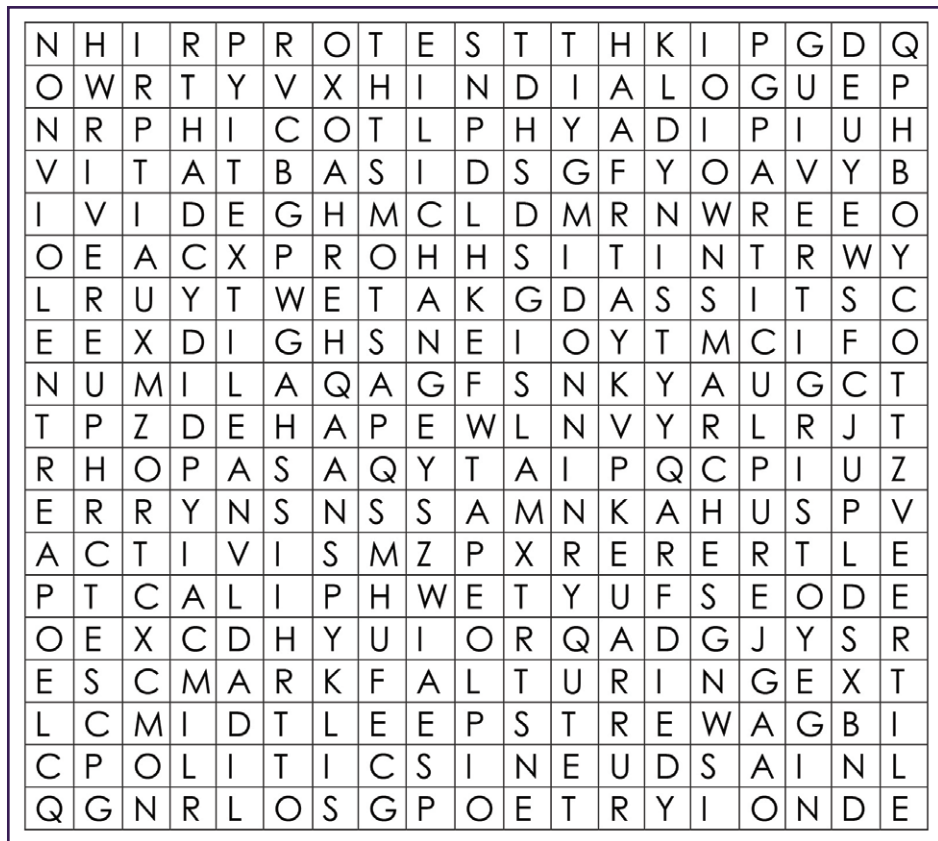 N H I R P R O T E S T T H K I P G D Q
O W R T Y V X H I N D I A L O G U E P
N R P H I C O T L P H Y A D I P I U H
V I T A T B A S I D S G F Y O A V Y B
I V I D E G H M C L D M R N W R E E O
O E A C X P R O H H S I T I N T R W Y
L R U Y T W E T A K G D A S S I T S C
E E X D I G H S N E I O Y T M C I F O
N U M I L A Q A G F S N K Y A U G C T
T P Z D E H A P E W L N V Y R L R J T
R H O P A S A Q Y T A I P Q C P I U Z
E R R Y N S N S S A M N K A H U S P V
A C T I V I S M Z P X R E R E R T L E
P T C A L I P H W E T Y U F S E O D E
O E X C D H Y U I O R Q A D G J Y S R
E S C M A R K F A L T U R I N G E X T
L C M I D T L E E P S T R E W A G B I
C P O L I T I C S I N E U D S A I N L
Q G N R L O S G P O E T R Y I O N D E